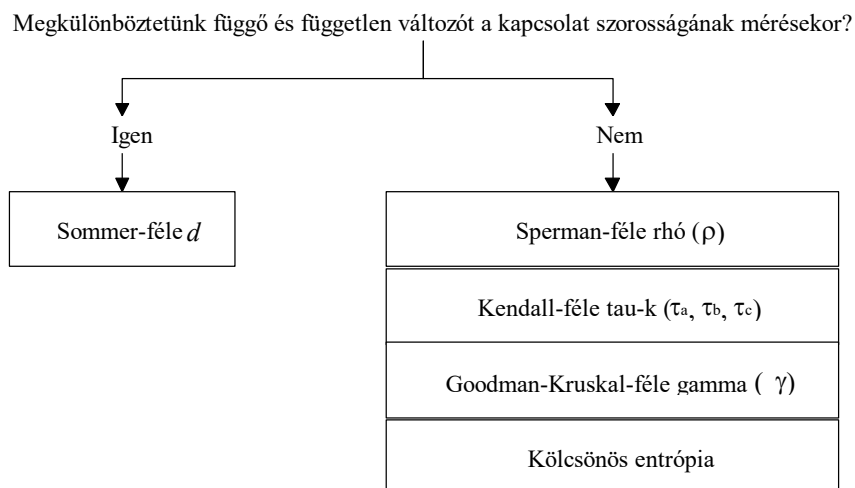 Megkülönböztetünk függő és független változót a kapcsolat szorosságának mérésekor?
Igen
Nem
Sommer-féle d
Sperman-féle rhó (ρ)
Kendall-féle tau-k (τa, τb, τc)
Goodman-Kruskal-féle gamma ( γ)
Kölcsönös entrópia